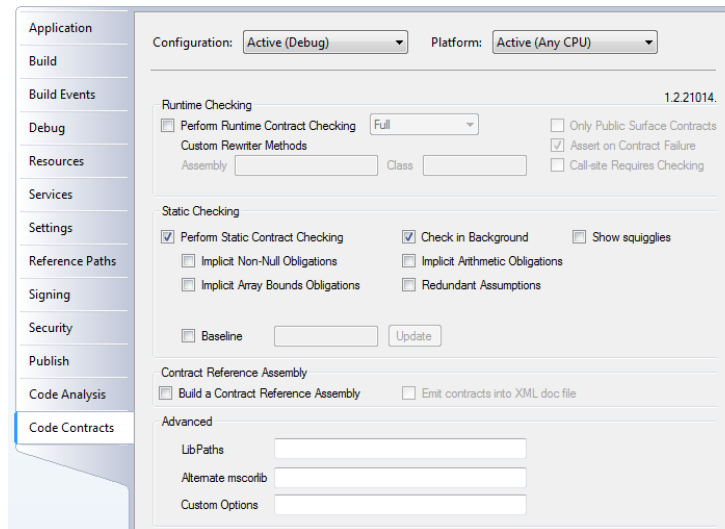 Application
Build
Build Events
Debug
Resources
Services
Settings
Reference Paths
Signing
Security
Publish
Code Analysis
Code Contracts
Configuration: Active (Debug) Platform: Active (Any CPU)
1.2.21014.
Runtime Checking
Perform Runtime Contract Checking Full Only Public Surface Contracts
Custom Rewriter Methods Assert on Contract Failure
Assembly Class Call-site Requires Checking
Static Checking
Perform Static Contract Checking Check in Background Show squigglies
Implicit Non-Null Obligations Implicit Arithmetic Obligations
Implicit Array Bounds Obligations Redundant Assumptions
Baseline Update
Contract Reference Assembly
Build a Contract Reference Assembly Emit contracts into XML doc file
Advanced
LibPaths
Alternate mscorlib
Custom Options